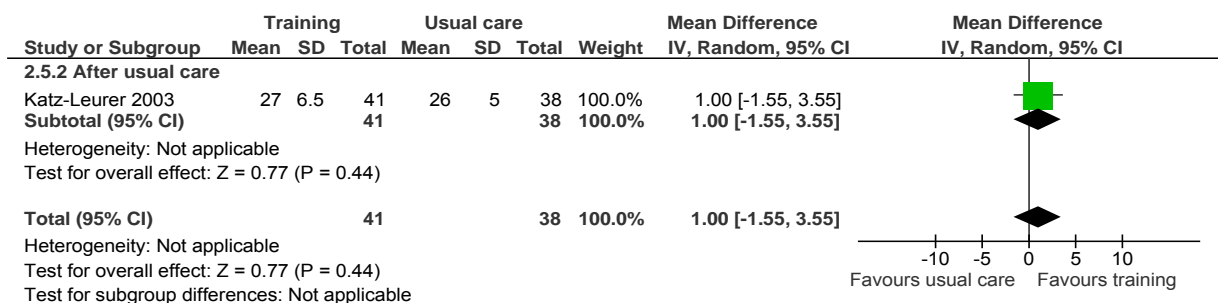 Training Usual care Mean Difference Mean Difference
Study or Subgroup Mean SD Total Mean SD Total Weight IV, Random, 95% CI IV, Random, 95% CI
2.5.2 After usual care
Katz-Leurer 2003 27 6.5 41 26 5 38 100.0% 1.00 [-1.55, 3.55]
Subtotal (95% CI) 41 38 100.0% 1.00 [-1.55, 3.55]
Heterogeneity: Not applicable
Test for overall effect: Z = 0.77 (P = 0.44)
Total (95% CI) 41 38 100.0% 1.00 [-1.55, 3.55]
Heterogeneity: Not applicable
-10 -5 0 5 10
Test for overall effect: Z = 0.77 (P = 0.44)
Favours usual care Favours training
Test for subgroup differences: Not applicable